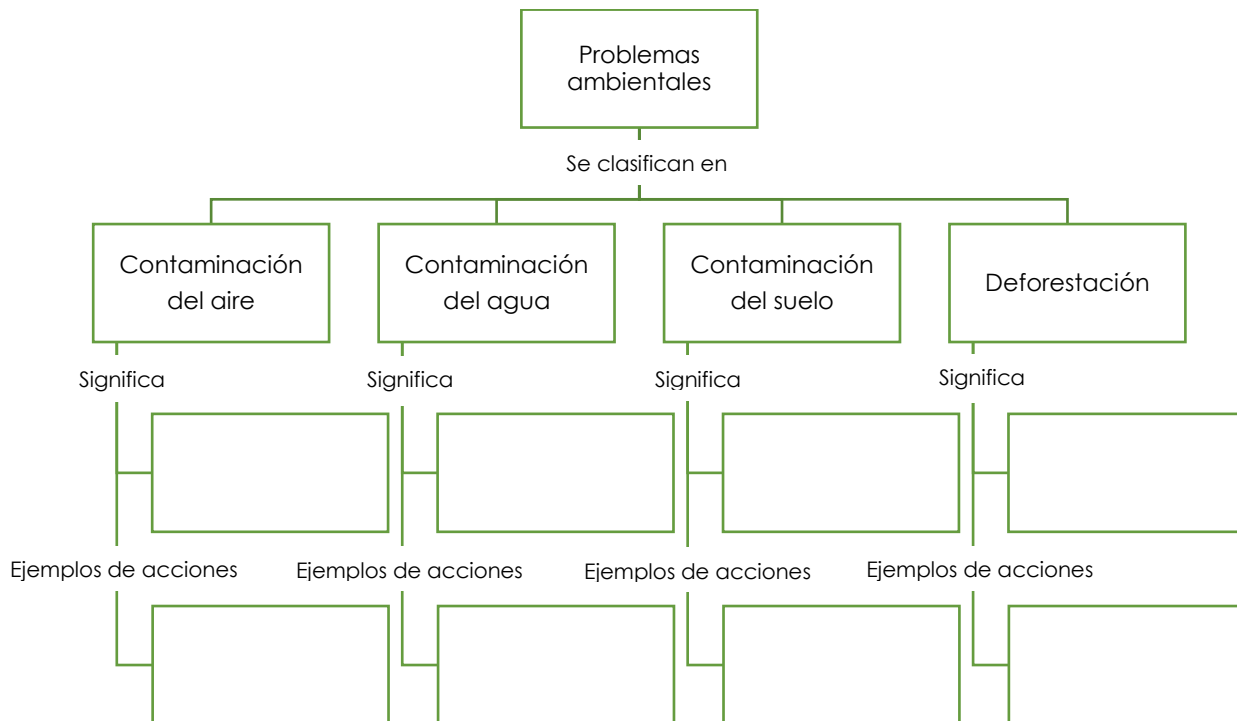 Problemas
ambientales
Se clasifican en
Contaminación
del aire
Contaminación
del agua
Contaminación
del suelo
Deforestación
Significa
Significa
Significa
Significa
Ejemplos de acciones
Ejemplos de acciones
Ejemplos de acciones
Ejemplos de acciones